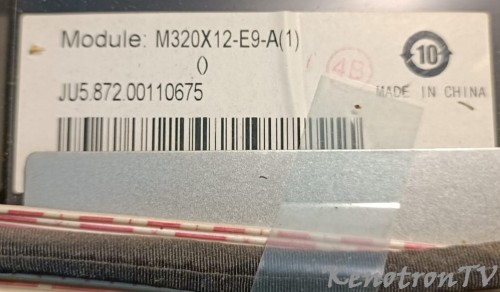 Module: M320X12-E9-A(1)
()
JU5.872.00110675
4B
10
MADE IN CHINA
KenotronTV